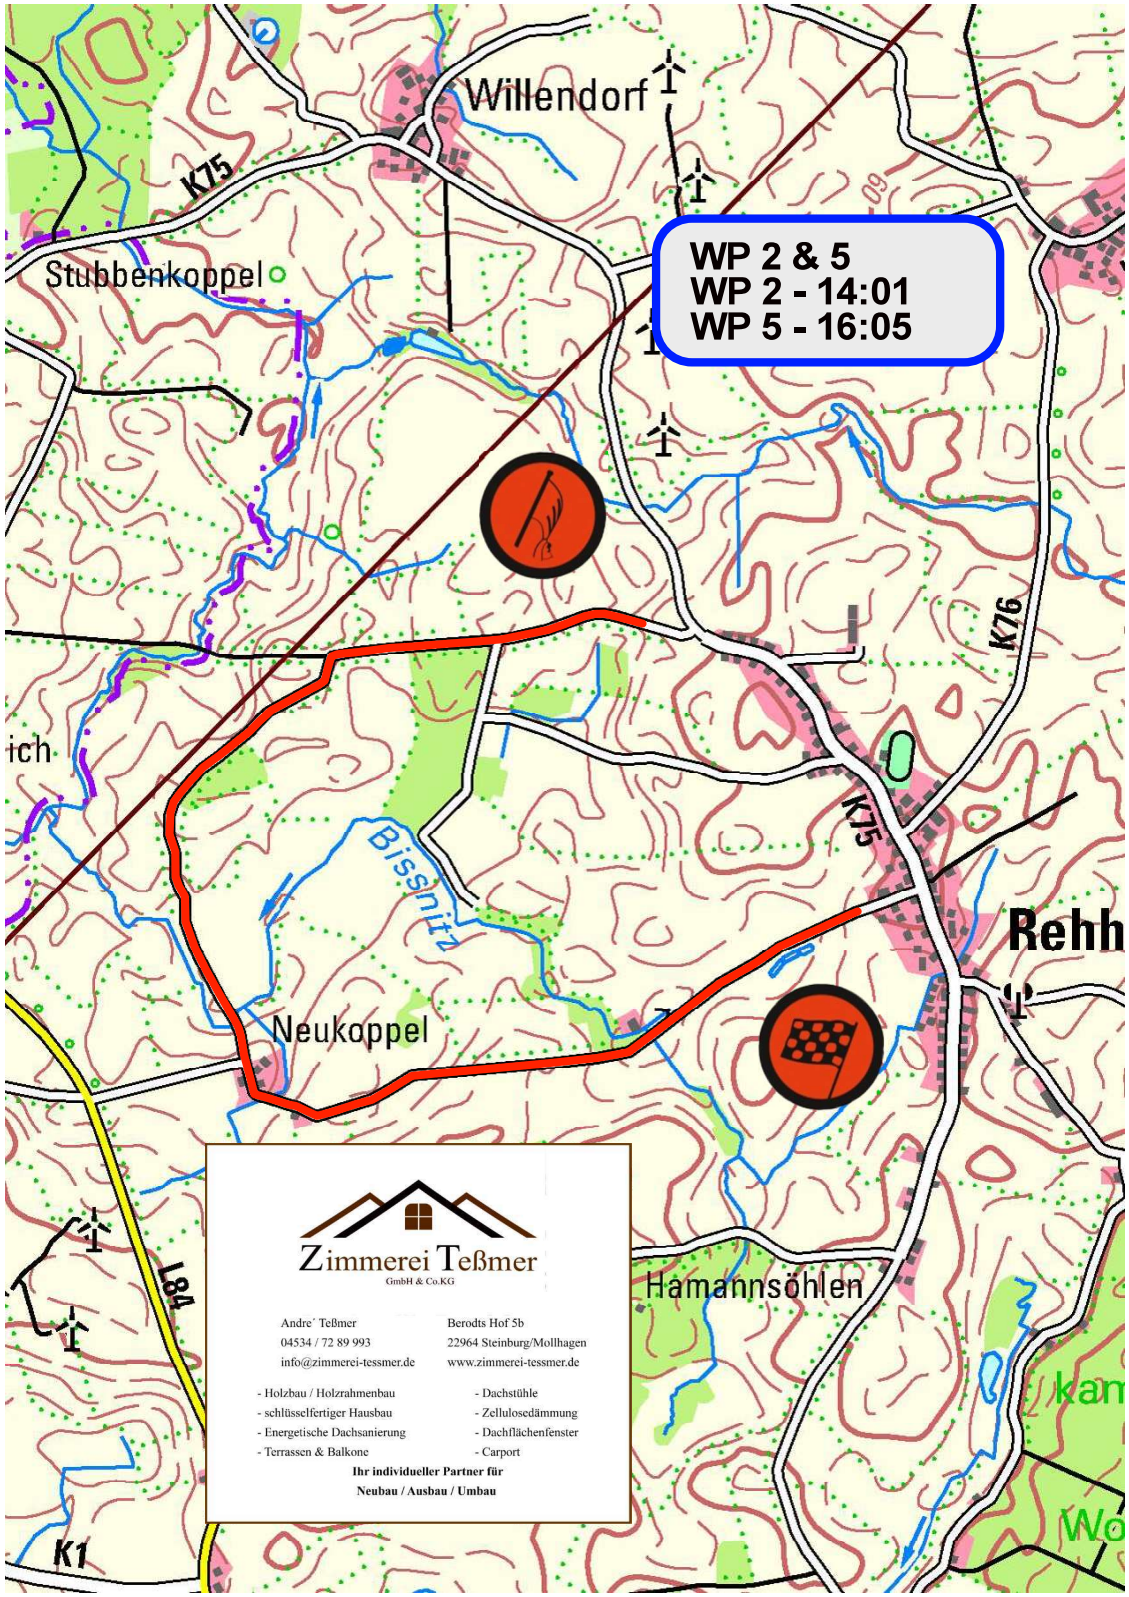 Willendorf
K75
Stubbenkoppel
60
WP 2 & 5
WP 2 - 14:01
WP 5 - 16:05
K76
ich
K75
Bissnitz
Rehh
Neukoppel
L84
Hamannsöhlen
Zimmerei Teßmer
GmbH & Co.KG
Andre´ Teßmer
04534 / 72 89 993
info@zimmerei-tessmer.de
Berodts Hof 5b
22964 Steinburg/Mollhagen
www.zimmerei-tessmer.de
- Holzbau / Holzrahmenbau
- schlüsselfertiger Hausbau
- Energetische Dachsanierung
- Terrassen & Balkone
- Dachstühle
- Zellulosedämmung
- Dachflächenfenster
- Carport
Ihr individueller Partner für
Neubau / Ausbau / Umbau
kam
Wo
K1